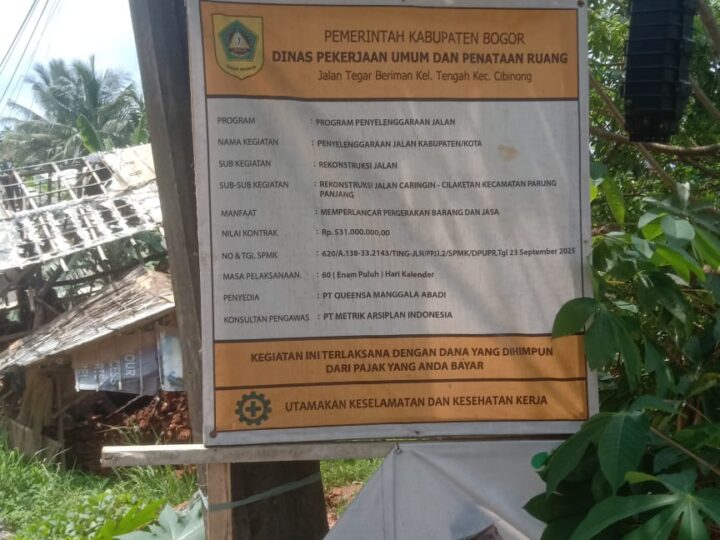 PEMERINTAH KABUPATEN BOGOR
DINAS PEKERJAAN UMUM DAN PENATAAN RUANG
Jalan Tegar Beriman Kel. Tengah Kec. Cibinong
PROGRAM : PROGRAM PENYELENGGARAAN JALAN
NAMA KEGIATAN : PENYELENGGARAAN JALAN KABUPATEN/KOTA
SUB KEGIATAN : REKONSTRUKSI JALAN
SUB-SUB KEGIATAN : REKONSTRUKSI JALAN CARINGIN - CILAKETAN KECAMATAN PARUNG
PANJANG
MANFAAT : MEMPERLANCAR PERGERAKAN BARANG DAN JASA
NILAI KONTRAK : Rp. 531.000.000,00
NO & TGL SPMK : 620/A.138-33.2143/TING-JLN/PPJJ.2/SPMK/DPUPR,Tgl 23 September 2025
MASA PELAKSANAAN : 60 ( Enam Puluh ) Hari Kalender
PENYEDIA : PT QUEENSA MANGGALA ABADI
KONSULTAN PENGAWAS : PT METRIK ARSIPLAN INDONESIA
KEGIATAN INI TERLAKSANA DENGAN DANA YANG DIHIMPUN
DARI PAJAK YANG ANDA BAYAR
UTAMAKAN KESELAMATAN DAN KESEHATAN KERJA